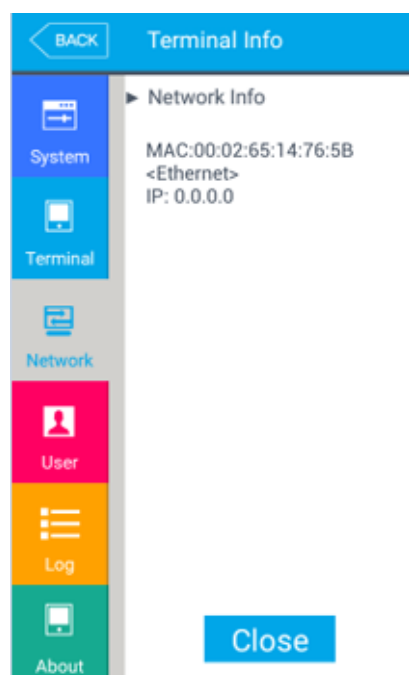 BACK
Terminal Info
System
Terminal
Network
User
Log
About
► Network Info
MAC:00:02:65:14:76:5B
<Ethernet>
IP: 0.0.0.0
Close